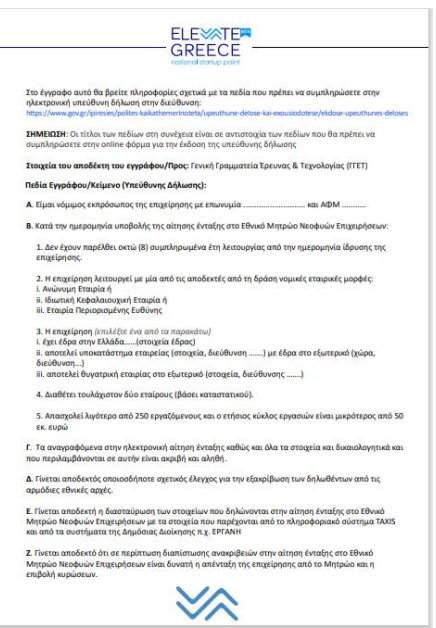 ELEVATE BETA
GREECE
national startup point
Στο έγγραφο αυτό θα βρείτε πληροφορίες σχετικά με τα πεδία που πρέπει να συμπληρώσετε στην
ηλεκτρονική υπεύθυνη δήλωση στην διεύθυνση:
https://www.gov.gr/ipiresies/polites-kaikathemerinoteta/upeuthune-delose-kai-exousiodotese/ekdose-upeuthunes-deloses
ΣΗΜΕΙΩΣΗ: Οι τίτλοι των πεδίων στη συνέχεια είναι σε αντιστοιχία των πεδίων που θα πρέπει να
συμπληρώσετε στην online φόρμα για την έκδοση της υπεύθυνης δήλωσης
Στοιχεία του αποδέκτη του εγγράφου/Προς: Γενική Γραμματεία Έρευνας & Τεχνολογίας (ΓΓΕΤ)
Πεδία Εγγράφου/Κείμενο (Υπεύθυνης Δήλωσης):
Α. Είμαι νόμιμος εκπρόσωπος της επιχείρησης με επωνυμία ............................ και ΑΦΜ ...........
Β. Κατά την ημερομηνία υποβολής της αίτησης ένταξης στο Εθνικό Μητρώο Νεοφυών Επιχειρήσεων:
1. Δεν έχουν παρέλθει οκτώ (8) συμπληρωμένα έτη λειτουργίας από την ημερομηνία ίδρυσης της
επιχείρησης.
2. Η επιχείρηση λειτουργεί με μία από τις αποδεκτές από τη δράση νομικές εταιρικές μορφές:
i. Ανώνυμη Εταιρία ή
ii. Ιδιωτική Κεφαλαιουχική Εταιρία ή
iii. Εταιρία Περιορισμένης Ευθύνης
3. Η επιχείρηση (επιλέξτε ένα από τα παρακάτω)
i. έχει έδρα στην Ελλάδα.....(στοιχεία έδρας)
ii. αποτελεί υποκατάστημα εταιρείας (στοιχεία, διεύθυνση .......) με έδρα στο εξωτερικό (χώρα,
διεύθυνση...)
iii. αποτελεί θυγατρική εταιρίας στο εξωτερικό (στοιχεία, διεύθυνσης .......)
4. Διαθέτει τουλάχιστον δύο εταίρους (βάσει καταστατικού).
5. Απασχολεί λιγότερο από 250 εργαζόμενους και ο ετήσιος κύκλος εργασιών είναι μικρότερος από 50
εκ. ευρώ
Γ. Τα αναγραφόμενα στην ηλεκτρονική αίτηση ένταξης καθώς και όλα τα στοιχεία και δικαιολογητικά και
που περιλαμβάνονται σε αυτήν είναι ακριβή και αληθή.
Δ. Γίνεται αποδεκτός οποιοσδήποτε σχετικός έλεγχος για την εξακρίβωση των δηλωθέντων από τις
αρμόδιες εθνικές αρχές.
Ε. Γίνεται αποδεκτή η διασταύρωση των στοιχείων που δηλώνονται στην αίτηση ένταξης στο Εθνικό
Μητρώο Νεοφυών Επιχειρήσεων με τα στοιχεία που παρέχονται από το πληροφοριακό σύστημα TAXIS
και από τα συστήματα της Δημόσιας Διοίκησης π.χ. ΕΡΓΑΝΗ
Ζ. Γίνεται αποδεκτό ότι σε περίπτωση διαπίστωσης ανακριβειών στην αίτηση ένταξης στο Εθνικό
Μητρώο Νεοφυών Επιχειρήσεων είναι δυνατή η απένταξη της επιχείρησης από το Μητρώο και η
επιβολή κυρώσεων.